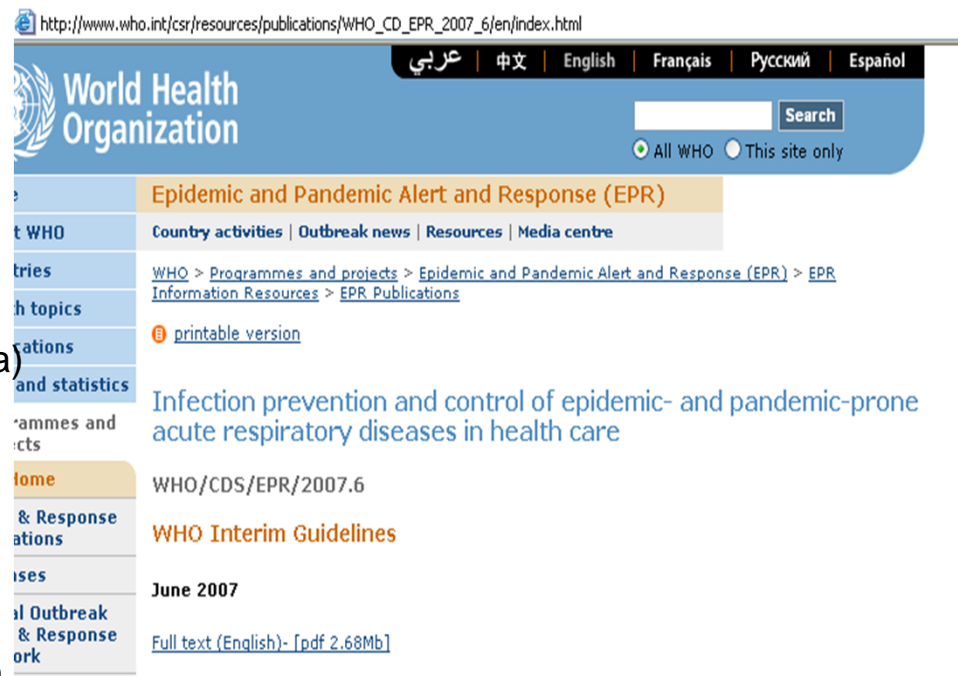 http://www.who.int/csr/resources/publications/WHO_CD_EPR_2007_6/en/index.html
عربي | 中文 | English | Français | Русский | Español
World Health
Organization
Search
All WHO This site only
Epidemic and Pandemic Alert and Response (EPR)
t WHO
Country activities | Outbreak news | Resources | Media centre
tries
WHO > Programmes and projects > Epidemic and Pandemic Alert and Response (EPR) > EPR
Information Resources > EPR Publications
h topics
printable version
cations
a)
and statistics
Infection prevention and control of epidemic- and pandemic-prone
acute respiratory diseases in health care
rammes and
cts
Home
WHO/CDS/EPR/2007.6
& Response
ations
WHO Interim Guidelines
ases
June 2007
al Outbreak
& Response
ork
Full text (English)- [pdf 2.68Mb]